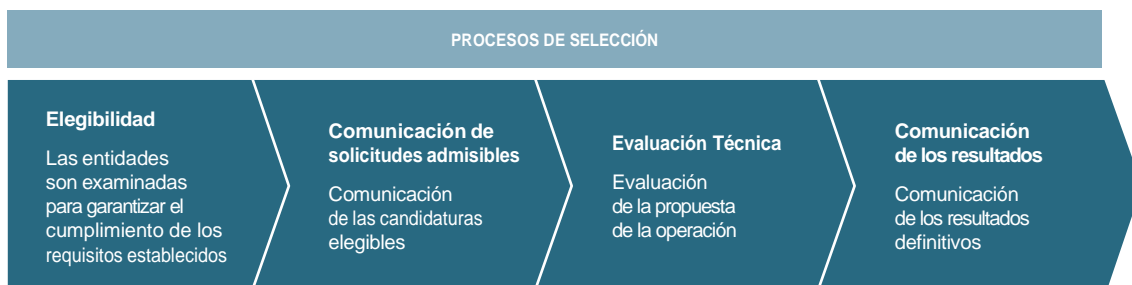 PROCESOS DE SELECCIÓN
Elegibilidad
Las entidades
son examinadas
para garantizar el
cumplimiento de los
requisitos establecidos
Comunicación de
solicitudes admisibles
Comunicación
de las candidaturas
elegibles
Evaluación Técnica
Evaluación
de la propuesta
de la operación
Comunicación
de los resultados
Comunicación
de los resultados
definitivos